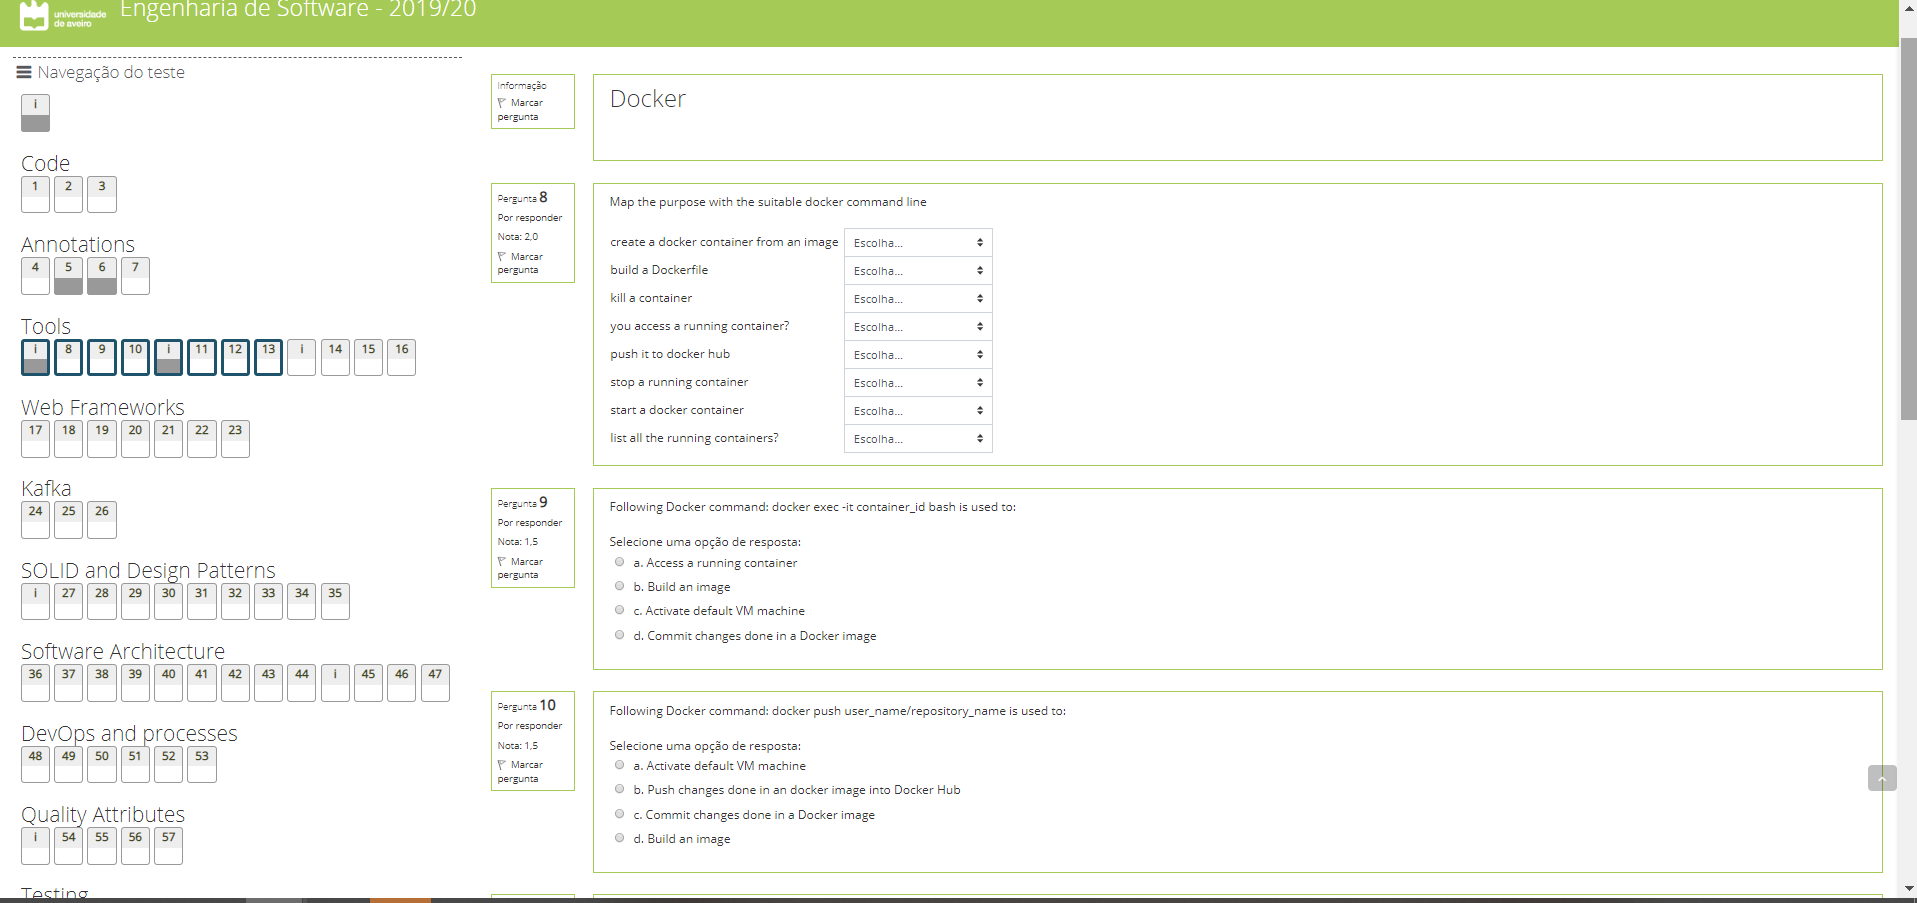 universidade
de aveiro
Engenharia de Software - 2019/20
Navegação do teste
i
Code
1 2 3
Annotations
4 5 6 7
Tools
i 8 9 10 i 11 12 13 i 14 15 16
Web Frameworks
17 18 19 20 21 22 23
Kafka
24 25 26
SOLID and Design Patterns
i 27 28 29 30 31 32 33 34 35
Software Architecture
36 37 38 39 40 41 42 43 44 i 45 46 47
DevOps and processes
48 49 50 51 52 53
Quality Attributes
i 54 55 56 57
Testing
Informação
Marcar
pergunta
Docker
Pergunta 8
Por responder
Nota: 2,0
Marcar
pergunta
Map the purpose with the suitable docker command line
create a docker container from an image Escolha...
build a Dockerfile Escolha...
kill a container Escolha...
you access a running container? Escolha...
push it to docker hub Escolha...
stop a running container Escolha...
start a docker container Escolha...
list all the running containers? Escolha...
Pergunta 9
Por responder
Nota: 1,5
Marcar
pergunta
Following Docker command: docker exec -it container_id bash is used to:
Selecione uma opção de resposta:
a. Access a running container
b. Build an image
c. Activate default VM machine
d. Commit changes done in a Docker image
Pergunta 10
Por responder
Nota: 1,5
Marcar
pergunta
Following Docker command: docker push user_name/repository_name is used to:
Selecione uma opção de resposta:
a. Activate default VM machine
b. Push changes done in an docker image into Docker Hub
c. Commit changes done in a Docker image
d. Build an image